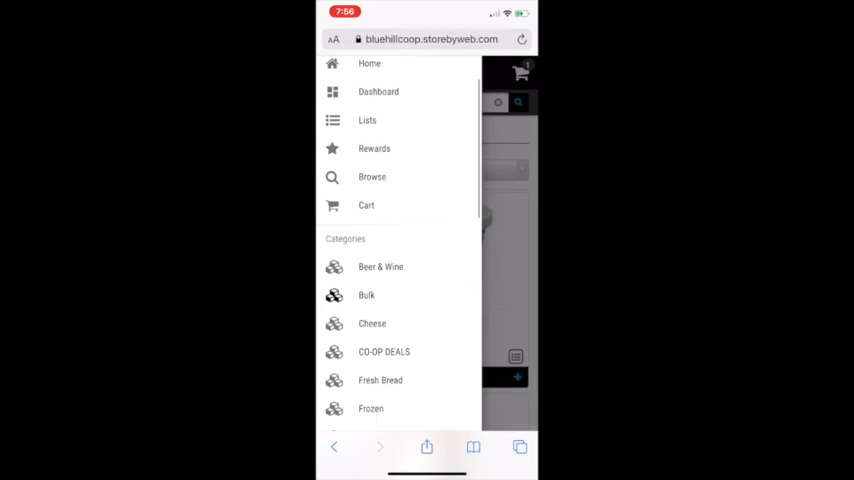 7:56
AA bluehillcoop.storebyweb.com
1
Home
Dashboard
Lists
Rewards
Browse
Cart
Categories
Beer & Wine
Bulk
Cheese
CO-OP DEALS
Fresh Bread
Frozen